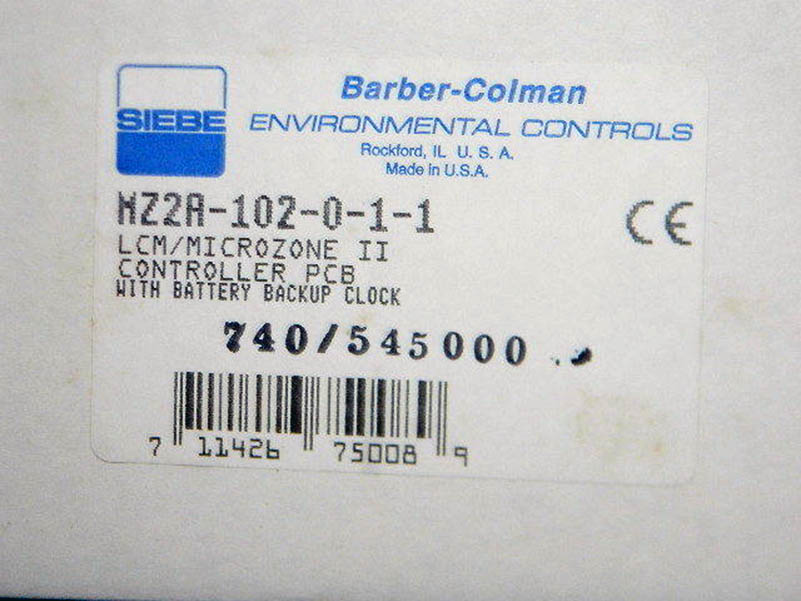 SIEBE
Barber-Colman
ENVIRONMENTAL CONTROLS
Rockford, IL U. S. A.
Made in U.S.A.
MZ2A-102-0-1-1
CE
LCM/MICROZONE II
CONTROLLER PCB
WITH BATTERY BACKUP CLOCK
740/545000
7 11426 75008 9